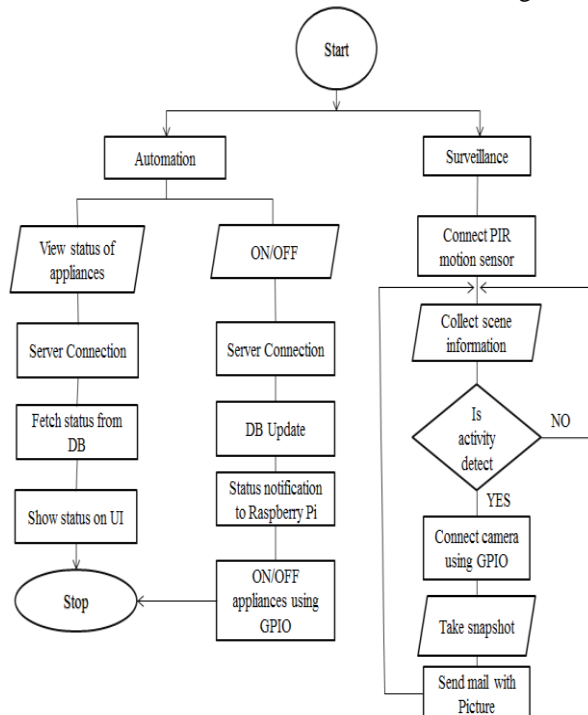 Start
Automation
Surveillance
View status of
appliances
ON/OFF
Connect PIR
motion sensor
Server Connection
Server Connection
Collect scene
information
Fetch status from
DB
DB Update
Is
activity
detect
NO
YES
Show status on UI
Status notification
to Raspberry Pi
Connect camera
using GPIO
Stop
ON/OFF
appliances using
GPIO
Take snapshot
Send mail with
Picture